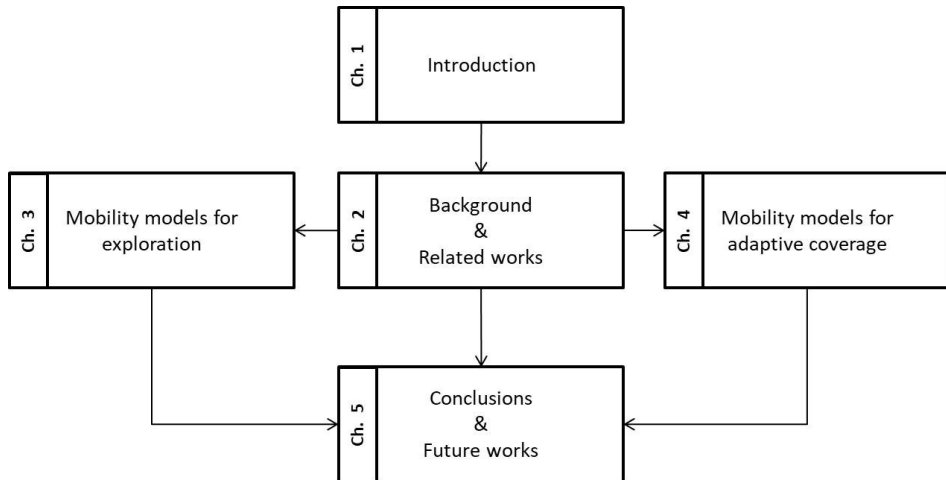 Ch. 1
Introduction
Ch. 3
Mobility models for
exploration
Ch. 2
Background
&
Related works
Ch. 4
Mobility models for
adaptive coverage
Ch. 5
Conclusions
&
Future works